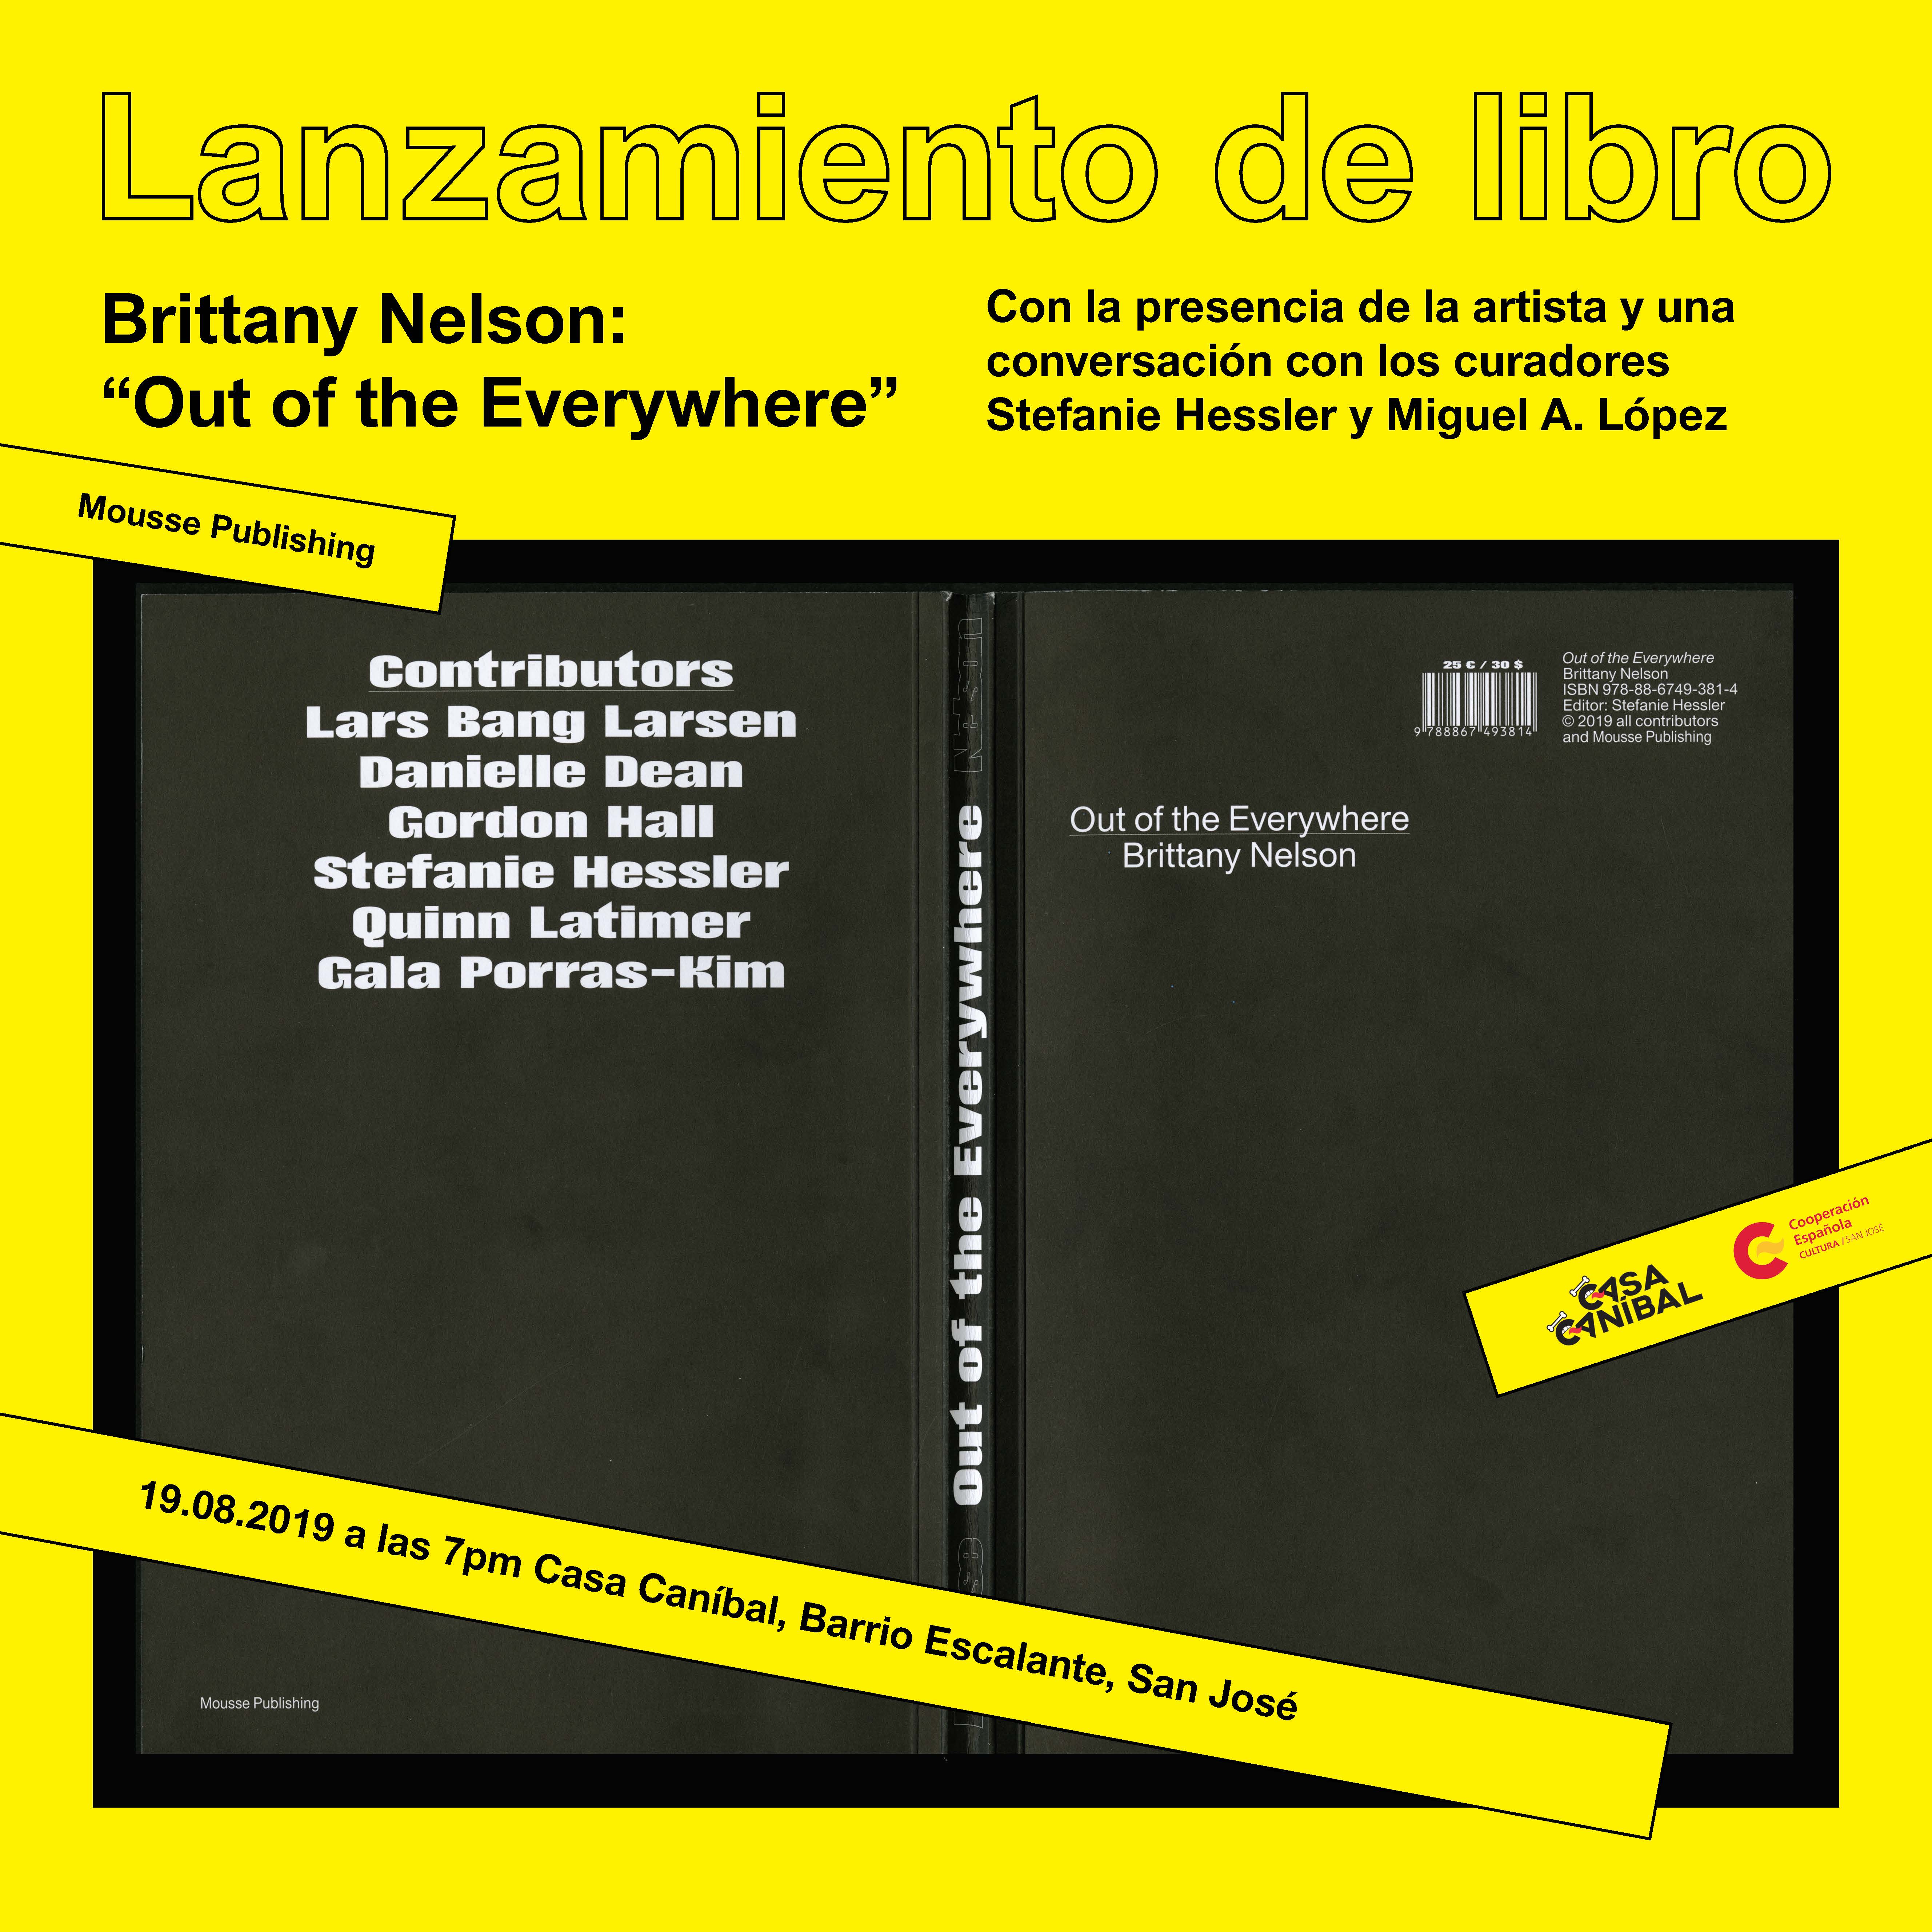 Lanzamiento de libro
Brittany Nelson:
“Out of the Everywhere”
Con la presencia de la artista y una
conversación con los curadores
Stefanie Hessler y Miguel A. López
Mousse Publishing
Contributors
Lars Bang Larsen
Danielle Dean
Gordon Hall
Stefanie Hessler
Quinn Latimer
Gala Porras-Kim
Mousse Publishing
Nelson
Out of the Everywhere
25 € / 30 $
9 788867 493814
Out of the Everywhere
Brittany Nelson
ISBN 978-88-6749-381-4
Editor: Stefanie Hessler
© 2019 all contributors
and Mousse Publishing
Out of the Everywhere
Brittany Nelson
CASA
CANÍBAL
Cooperación
Española
CULTURA / SAN JOSÉ
19.08.2019 a las 7pm Casa Caníbal, Barrio Escalante, San José